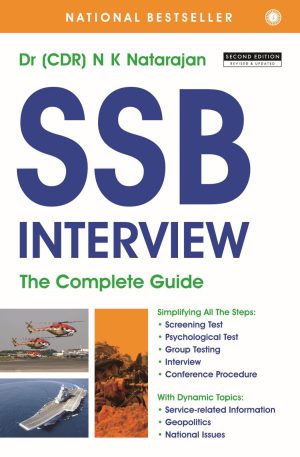 NATIONAL BESTSELLER
Dr (CDR) N K Natarajan
SECOND EDITION
REVISED & UPDATED
SSB
INTERVIEW
The Complete Guide
Simplifying All The Steps:
• Screening Test
• Psychological Test
• Group Testing
• Interview
• Conference Procedure
With Dynamic Topics:
• Service-related Information
• Geopolitics
• National Issues